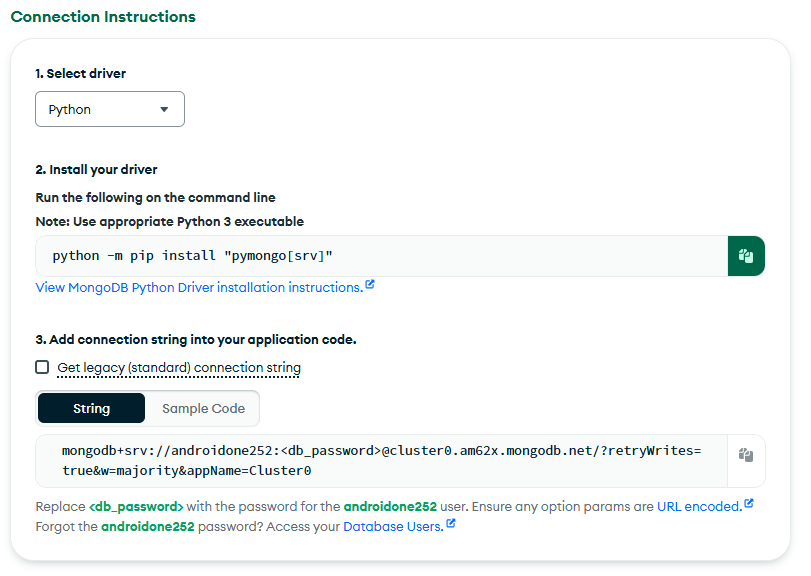 Connection Instructions
1. Select driver
Python
2. Install your driver
Run the following on the command line
Note: Use appropriate Python 3 executable
python -m pip install "pymongo[srv]"
View MongoDB Python Driver installation instructions.
3. Add connection string into your application code.
Get legacy (standard) connection string
String Sample Code
mongodb+srv://androidone252:<db_password>@cluster0.am62x.mongodb.net/?retryWrites=
true&w=majority&appName=Cluster0
Replace <db_password> with the password for the androidone252 user. Ensure any option params are URL encoded.
Forgot the androidone252 password? Access your Database Users.